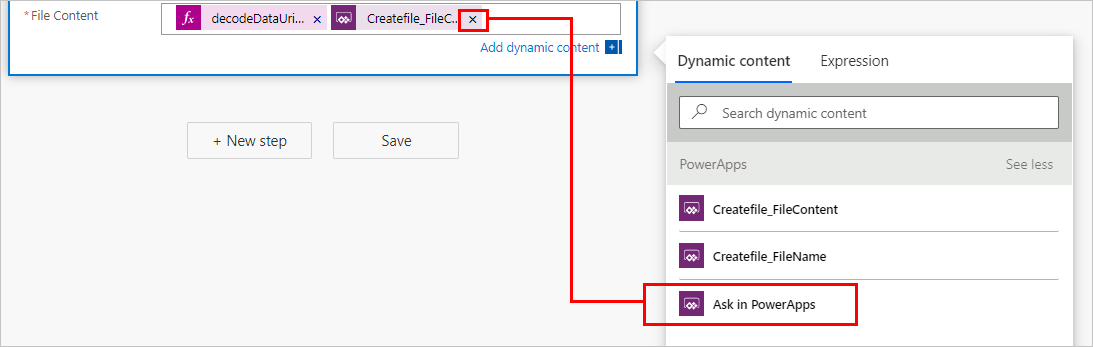 * File Content
fx decodeDataUri... × Createfile_FileC... ×
Add dynamic content
Dynamic content Expression
Search dynamic content
+ New step Save
PowerApps See less
Createfile_FileContent
Createfile_FileName
Ask in PowerApps